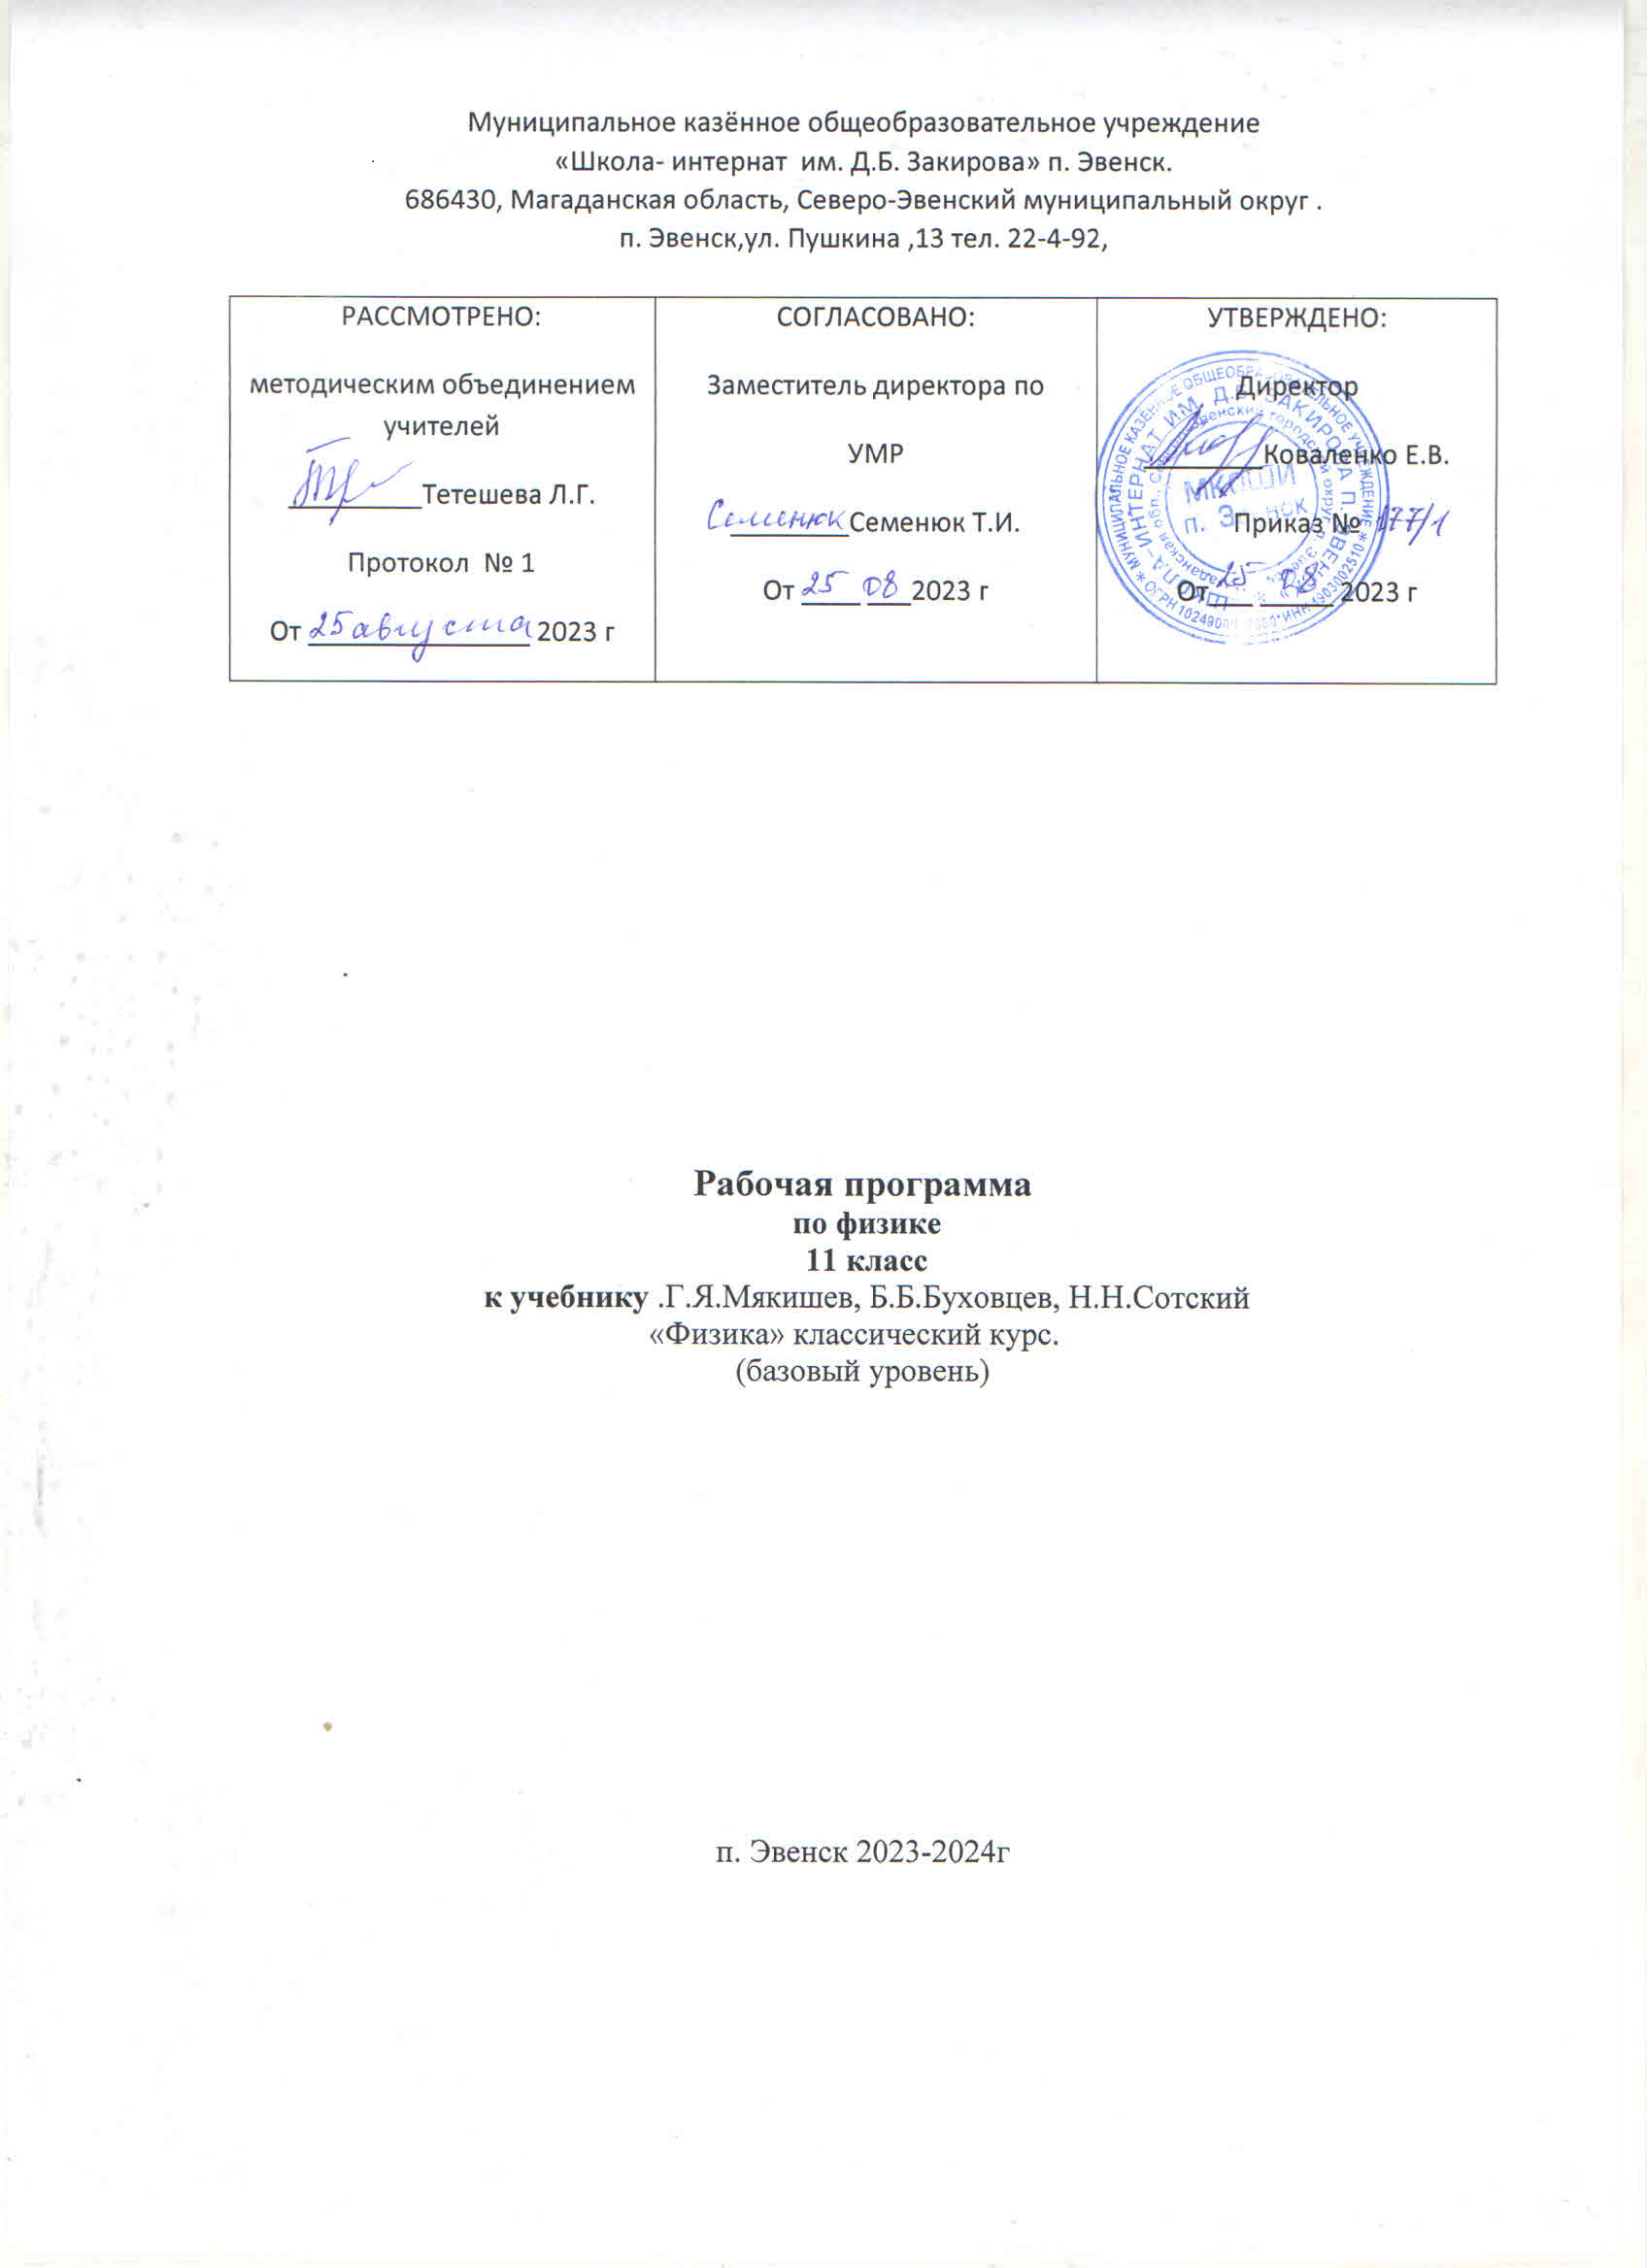 Муниципальное казённое общеобразовательное учреждение
«Школа- интернат  им. Д.Б. Закирова» п. Эвенск.
686430, Магаданская область, Северо-Эвенский муниципальный округ .
п. Эвенск,ул. Пушкина ,13 тел. 22-4-92,
РАССМОТРЕНО:
методическим объединением
учителей
Тетешева Л.Г.
Протокол  № 1
От 25 августа 2023 г
СОГЛАСОВАНО:
Заместитель директора по
УМР
Семенюк Семенюк Т.И.
От 25 08 2023 г
УТВЕРЖДЕНО:
Директор
Коваленко Е.В.
Приказ № 177/1
От 25 08 2023 г
Рабочая программа
по физике
11 класс
к учебнику .Г.Я.Мякишев, Б.Б.Буховцев, Н.Н.Сотский
«Физика» классический курс.
(базовый уровень)
п. Эвенск 2023-2024г